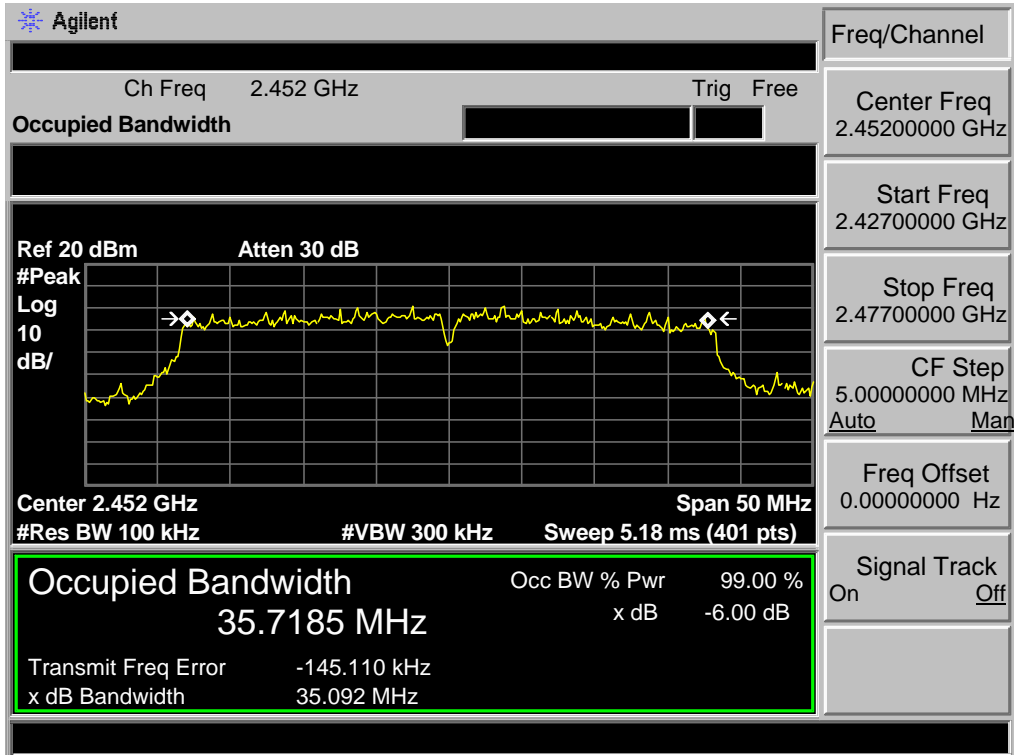 Agilent
Freq/Channel
Ch Freq 2.452 GHz Trig Free
Occupied Bandwidth
Center Freq
2.45200000 GHz
Start Freq
2.42700000 GHz
Stop Freq
2.47700000 GHz
CF Step
5.00000000 MHz
Auto Man
Freq Offset
0.00000000 Hz
Signal Track
On Off
Ref 20 dBm Atten 30 dB
#Peak
Log
10
dB/
Center 2.452 GHz Span 50 MHz
#Res BW 100 kHz #VBW 300 kHz Sweep 5.18 ms (401 pts)
Occupied Bandwidth Occ BW % Pwr 99.00 %
35.7185 MHz x dB -6.00 dB
Transmit Freq Error -145.110 kHz
x dB Bandwidth 35.092 MHz